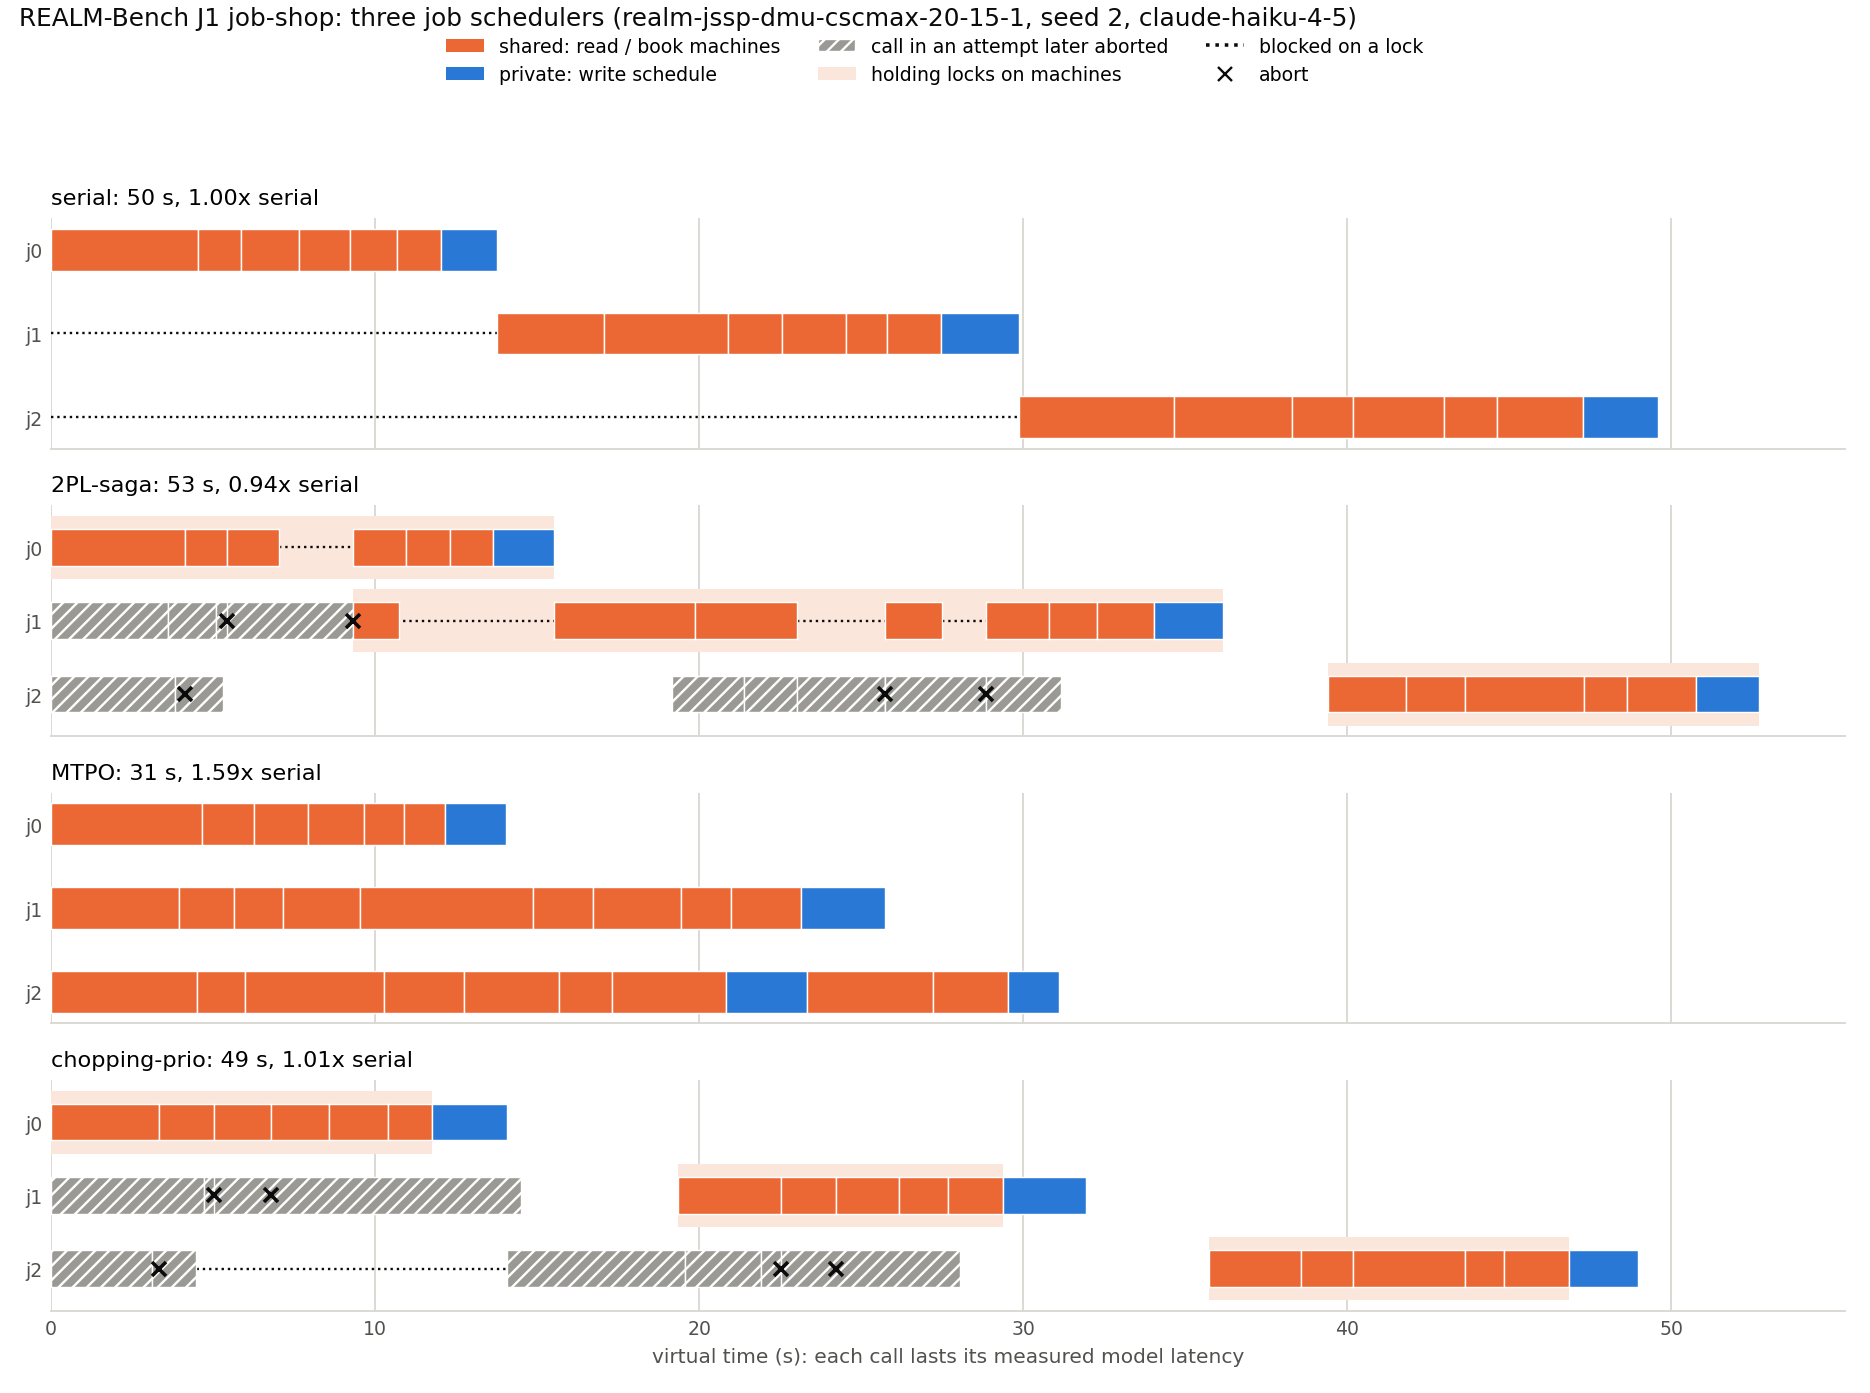 REALM-Bench J1 job-shop: three job schedulers (realm-jssp-dmu-cscmax-20-15-1, seed 2, claude-haiku-4-5)
shared: read / book machines
private: write schedule
call in an attempt later aborted
holding locks on machines
blocked on a lock
abort
serial: 50 s, 1.00x serial
j0
j1
j2
2PL-saga: 53 s, 0.94x serial
j0
j1
j2
MTPO: 31 s, 1.59x serial
j0
j1
j2
chopping-prio: 49 s, 1.01x serial
j0
j1
j2
0 10 20 30 40 50
virtual time (s): each call lasts its measured model latency